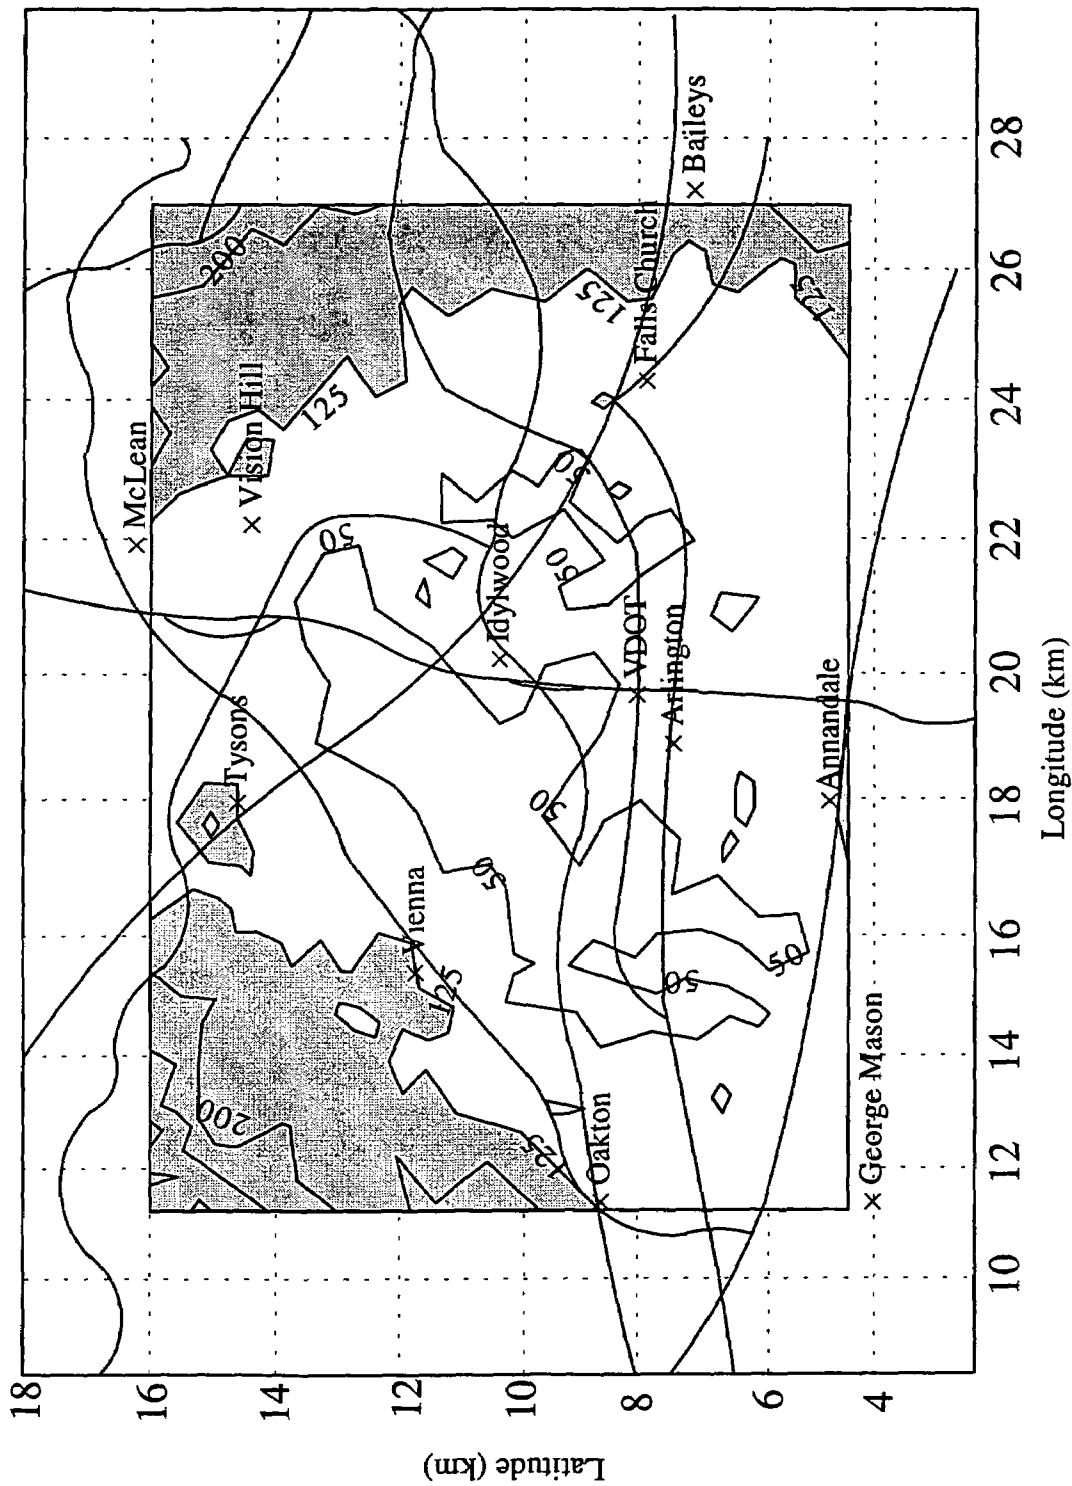 18
16
14
12
10
8
6
4
Latitude (km)
10
12
14
16
18
20
22
24
26
28
Longitude (km)
McLean
Vision Hill
Tysons
Vienna
Idylwood
Oakton
VDOT
Arlington
Falls Church
Baileys
Annandale
George Mason
200
125
125
125
200
125
125
50
50
50
50
50
50
50